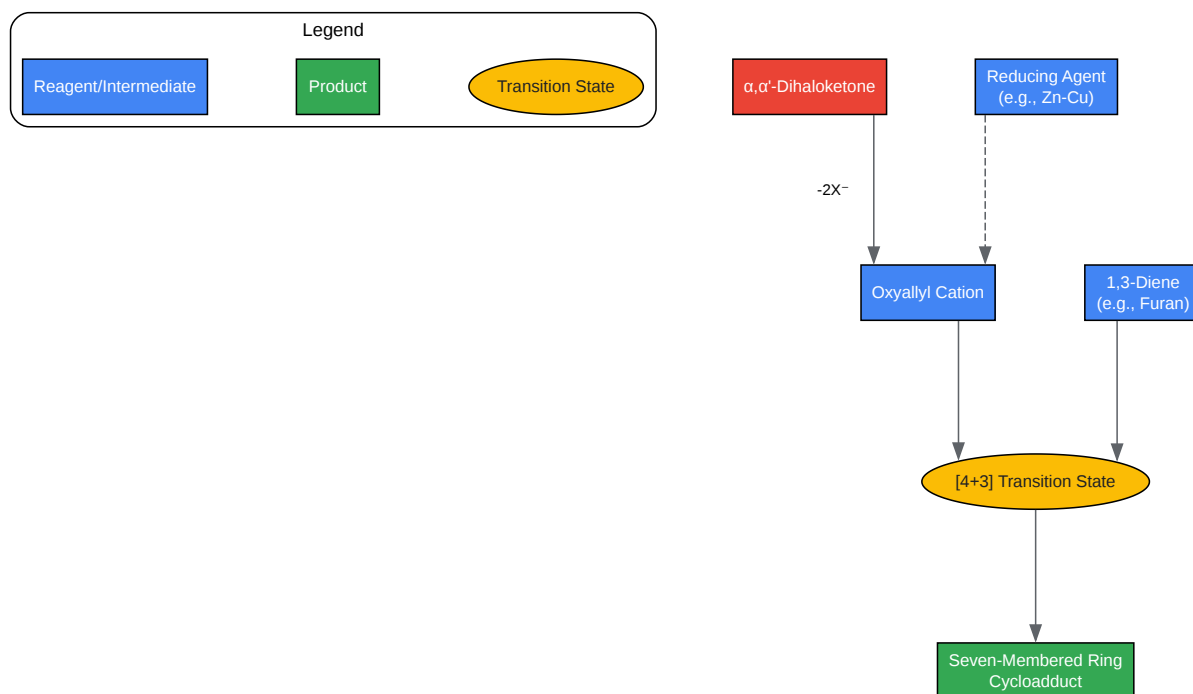 Legend
Reagent/Intermediate
Product
Transition State
α,α'-Dihaloketone
Reducing Agent
(e.g., Zn-Cu)
-2X⁻
Oxyallyl Cation
1,3-Diene
(e.g., Furan)
[4+3] Transition State
Seven-Membered Ring
Cycloadduct